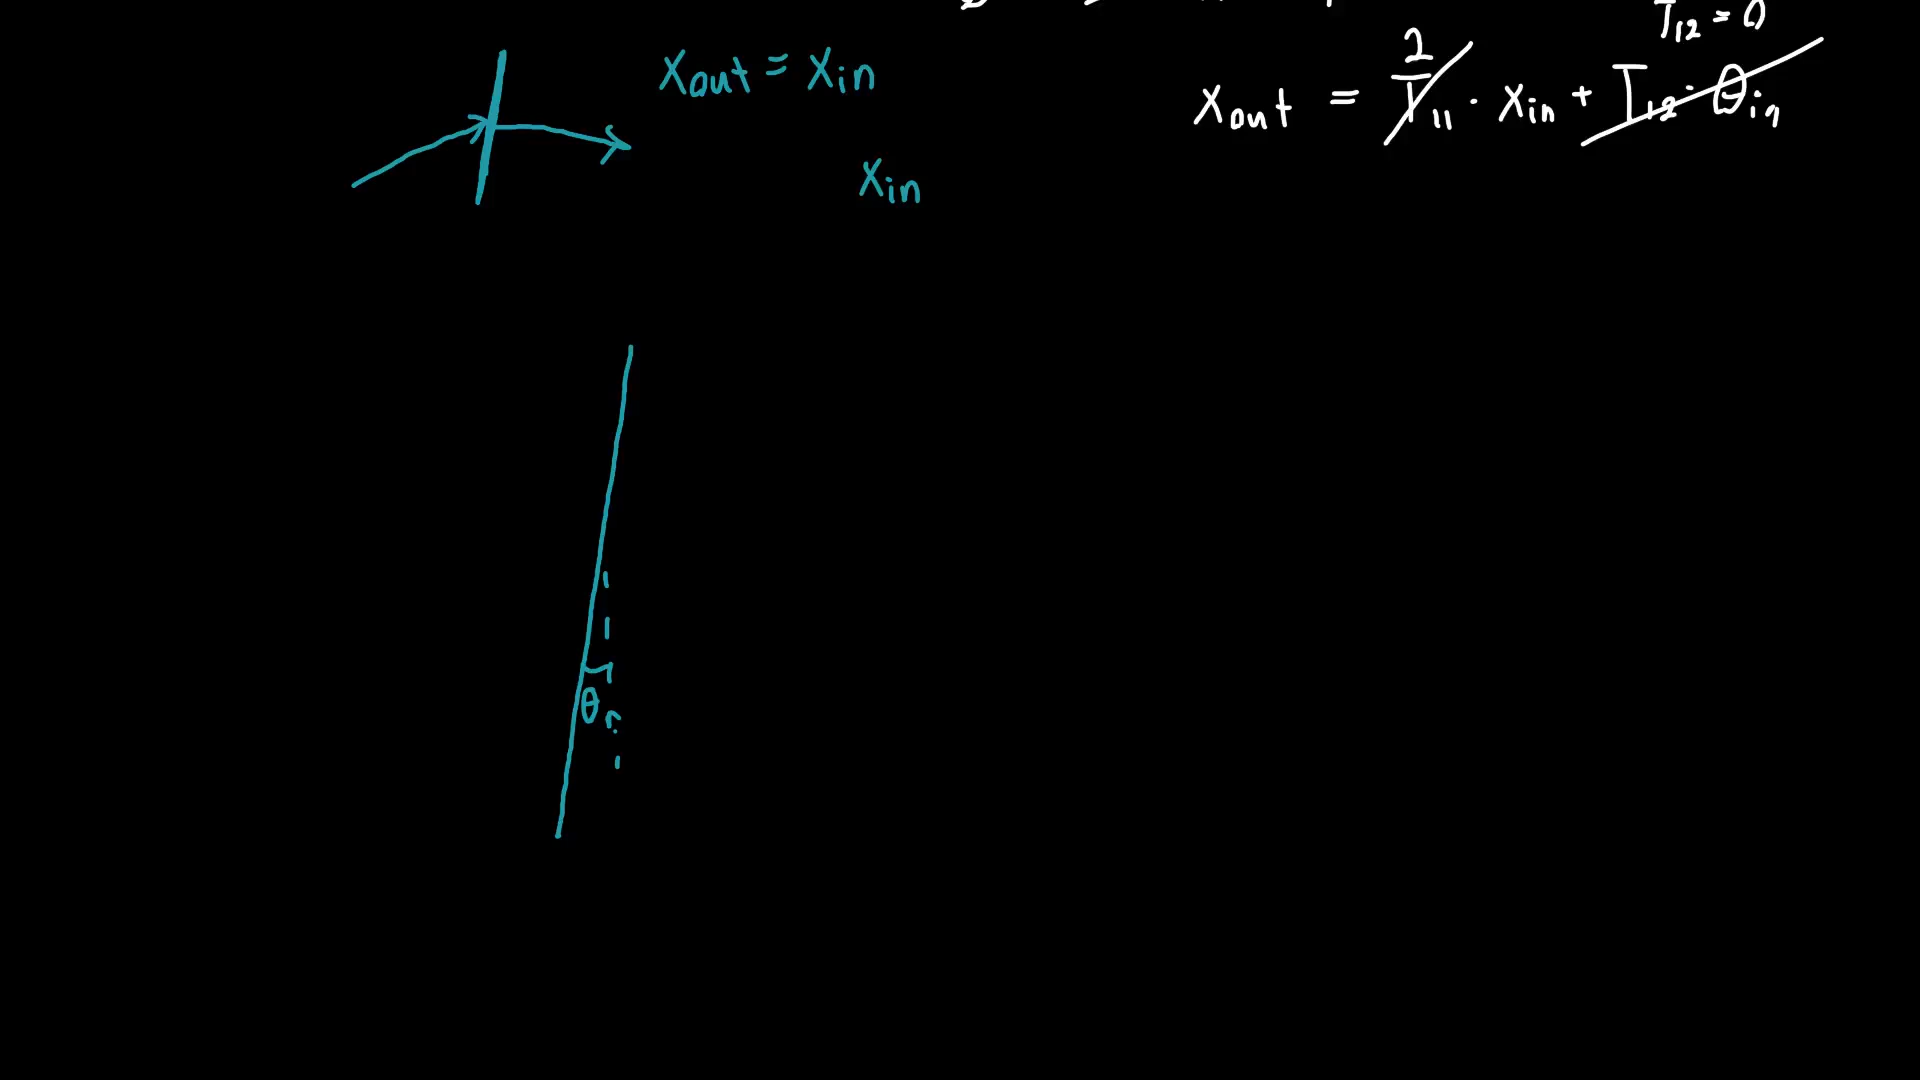 T₁₂ = 0
Xout = Xin
2
Xout = T₁₁ · Xin + T₁₂ · θin
Xin
θr